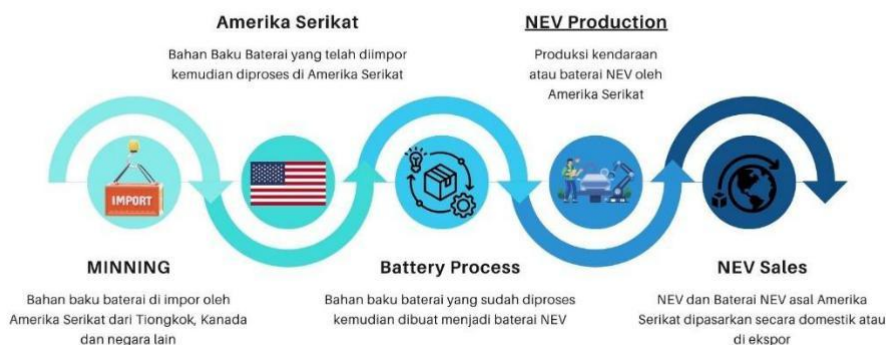 Amerika Serikat
Bahan Baku Baterai yang telah diimpor
kemudian diproses di Amerika Serikat
NEV Production
Produksi kendaraan
atau baterai NEV oleh
Amerika Serikat
IMPORT
MINNING
Bahan baku baterai di impor oleh
Amerika Serikat dari Tiongkok, Kanada
dan negara lain
Battery Process
Bahan baku baterai yang sudah diproses
kemudian dibuat menjadi baterai NEV
NEV Sales
NEV dan Baterai NEV asal Amerika
Serikat dipasarkan secara domestik atau
di ekspor